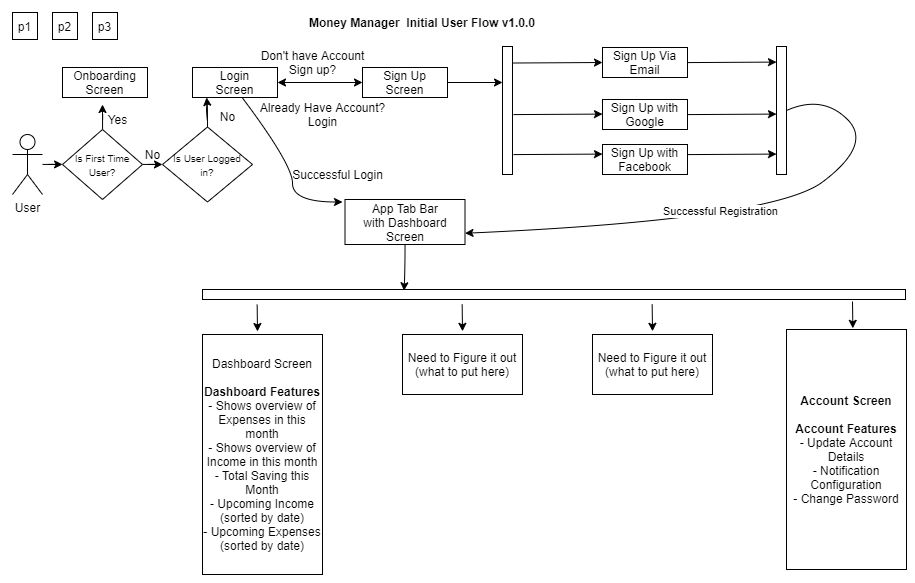 p1
p2
p3
Money Manager Initial User Flow v1.0.0
Onboarding
Screen
Login
Screen
Don't have Account
Sign up?
Already Have Account?
Login
Sign Up
Screen
Sign Up Via
Email
Sign Up with
Google
Sign Up with
Facebook
Yes
No
Is First Time
User?
No
Is User Logged
in?
User
Successful Login
Successful Registration
App Tab Bar
with Dashboard
Screen
Dashboard Screen
Dashboard Features
- Shows overview of
Expenses in this
month
- Shows overview of
Income in this month
- Total Saving this
Month
- Upcoming Income
(sorted by date)
- Upcoming Expenses
(sorted by date)
Need to Figure it out
(what to put here)
Need to Figure it out
(what to put here)
Account Screen
Account Features
- Update Account
Details
- Notification
Configuration
- Change Password